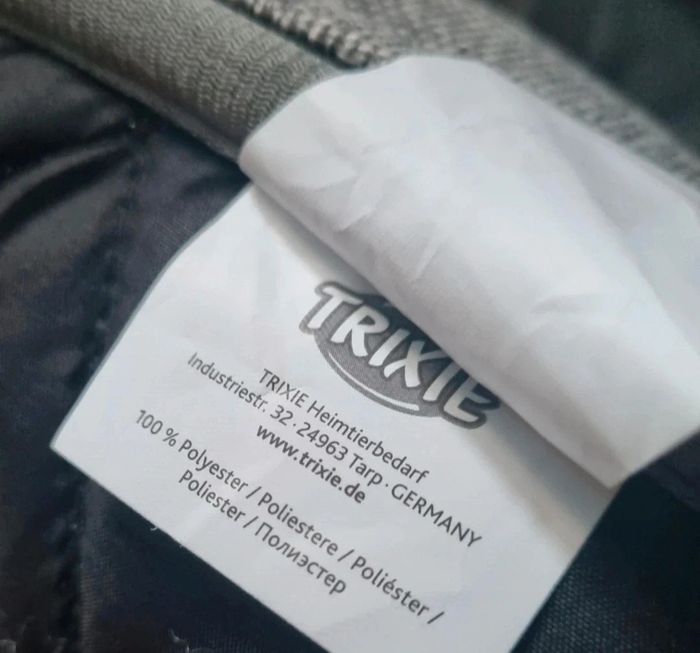 TRIXIE
TRIXIE Heimtierbedarf
Industriestr. 32 · 24963 Tarp · GERMANY
www.trixie.de
100 % Polyester / Poliestere / Poliéster /
Poliester / Полиэстер